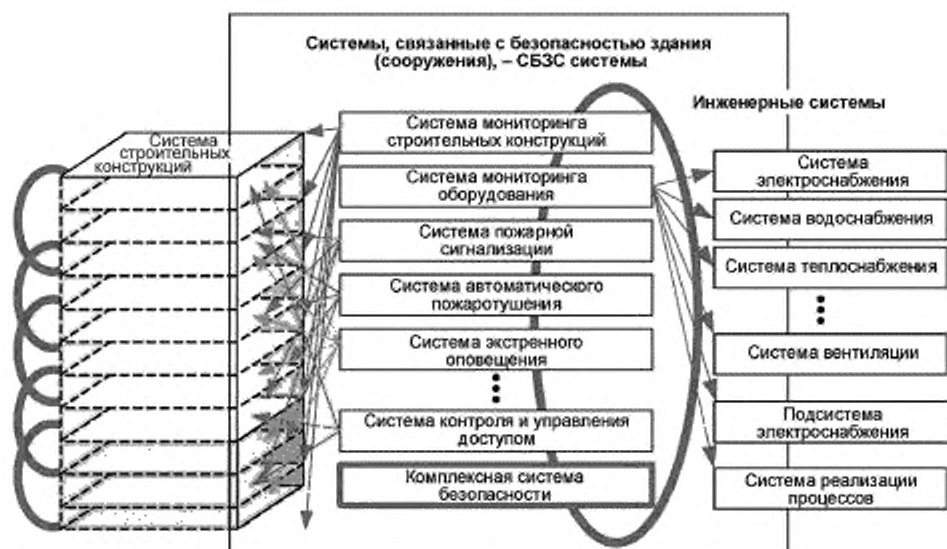 Системы, связанные с безопасностью здания
(сооружения), – СБЗС системы
Инженерные системы
Система
строительных
конструкций
Система мониторинга
строительных конструкций
Система мониторинга
оборудования
Система пожарной
сигнализации
Система автоматического
пожаротушения
Система экстренного
оповещения
Система контроля и управления
доступом
Комплексная система
безопасности
Система
электроснабжения
Система водоснабжения
Система теплоснабжения
Система вентиляции
Подсистема
электроснабжения
Система реализации
процессов